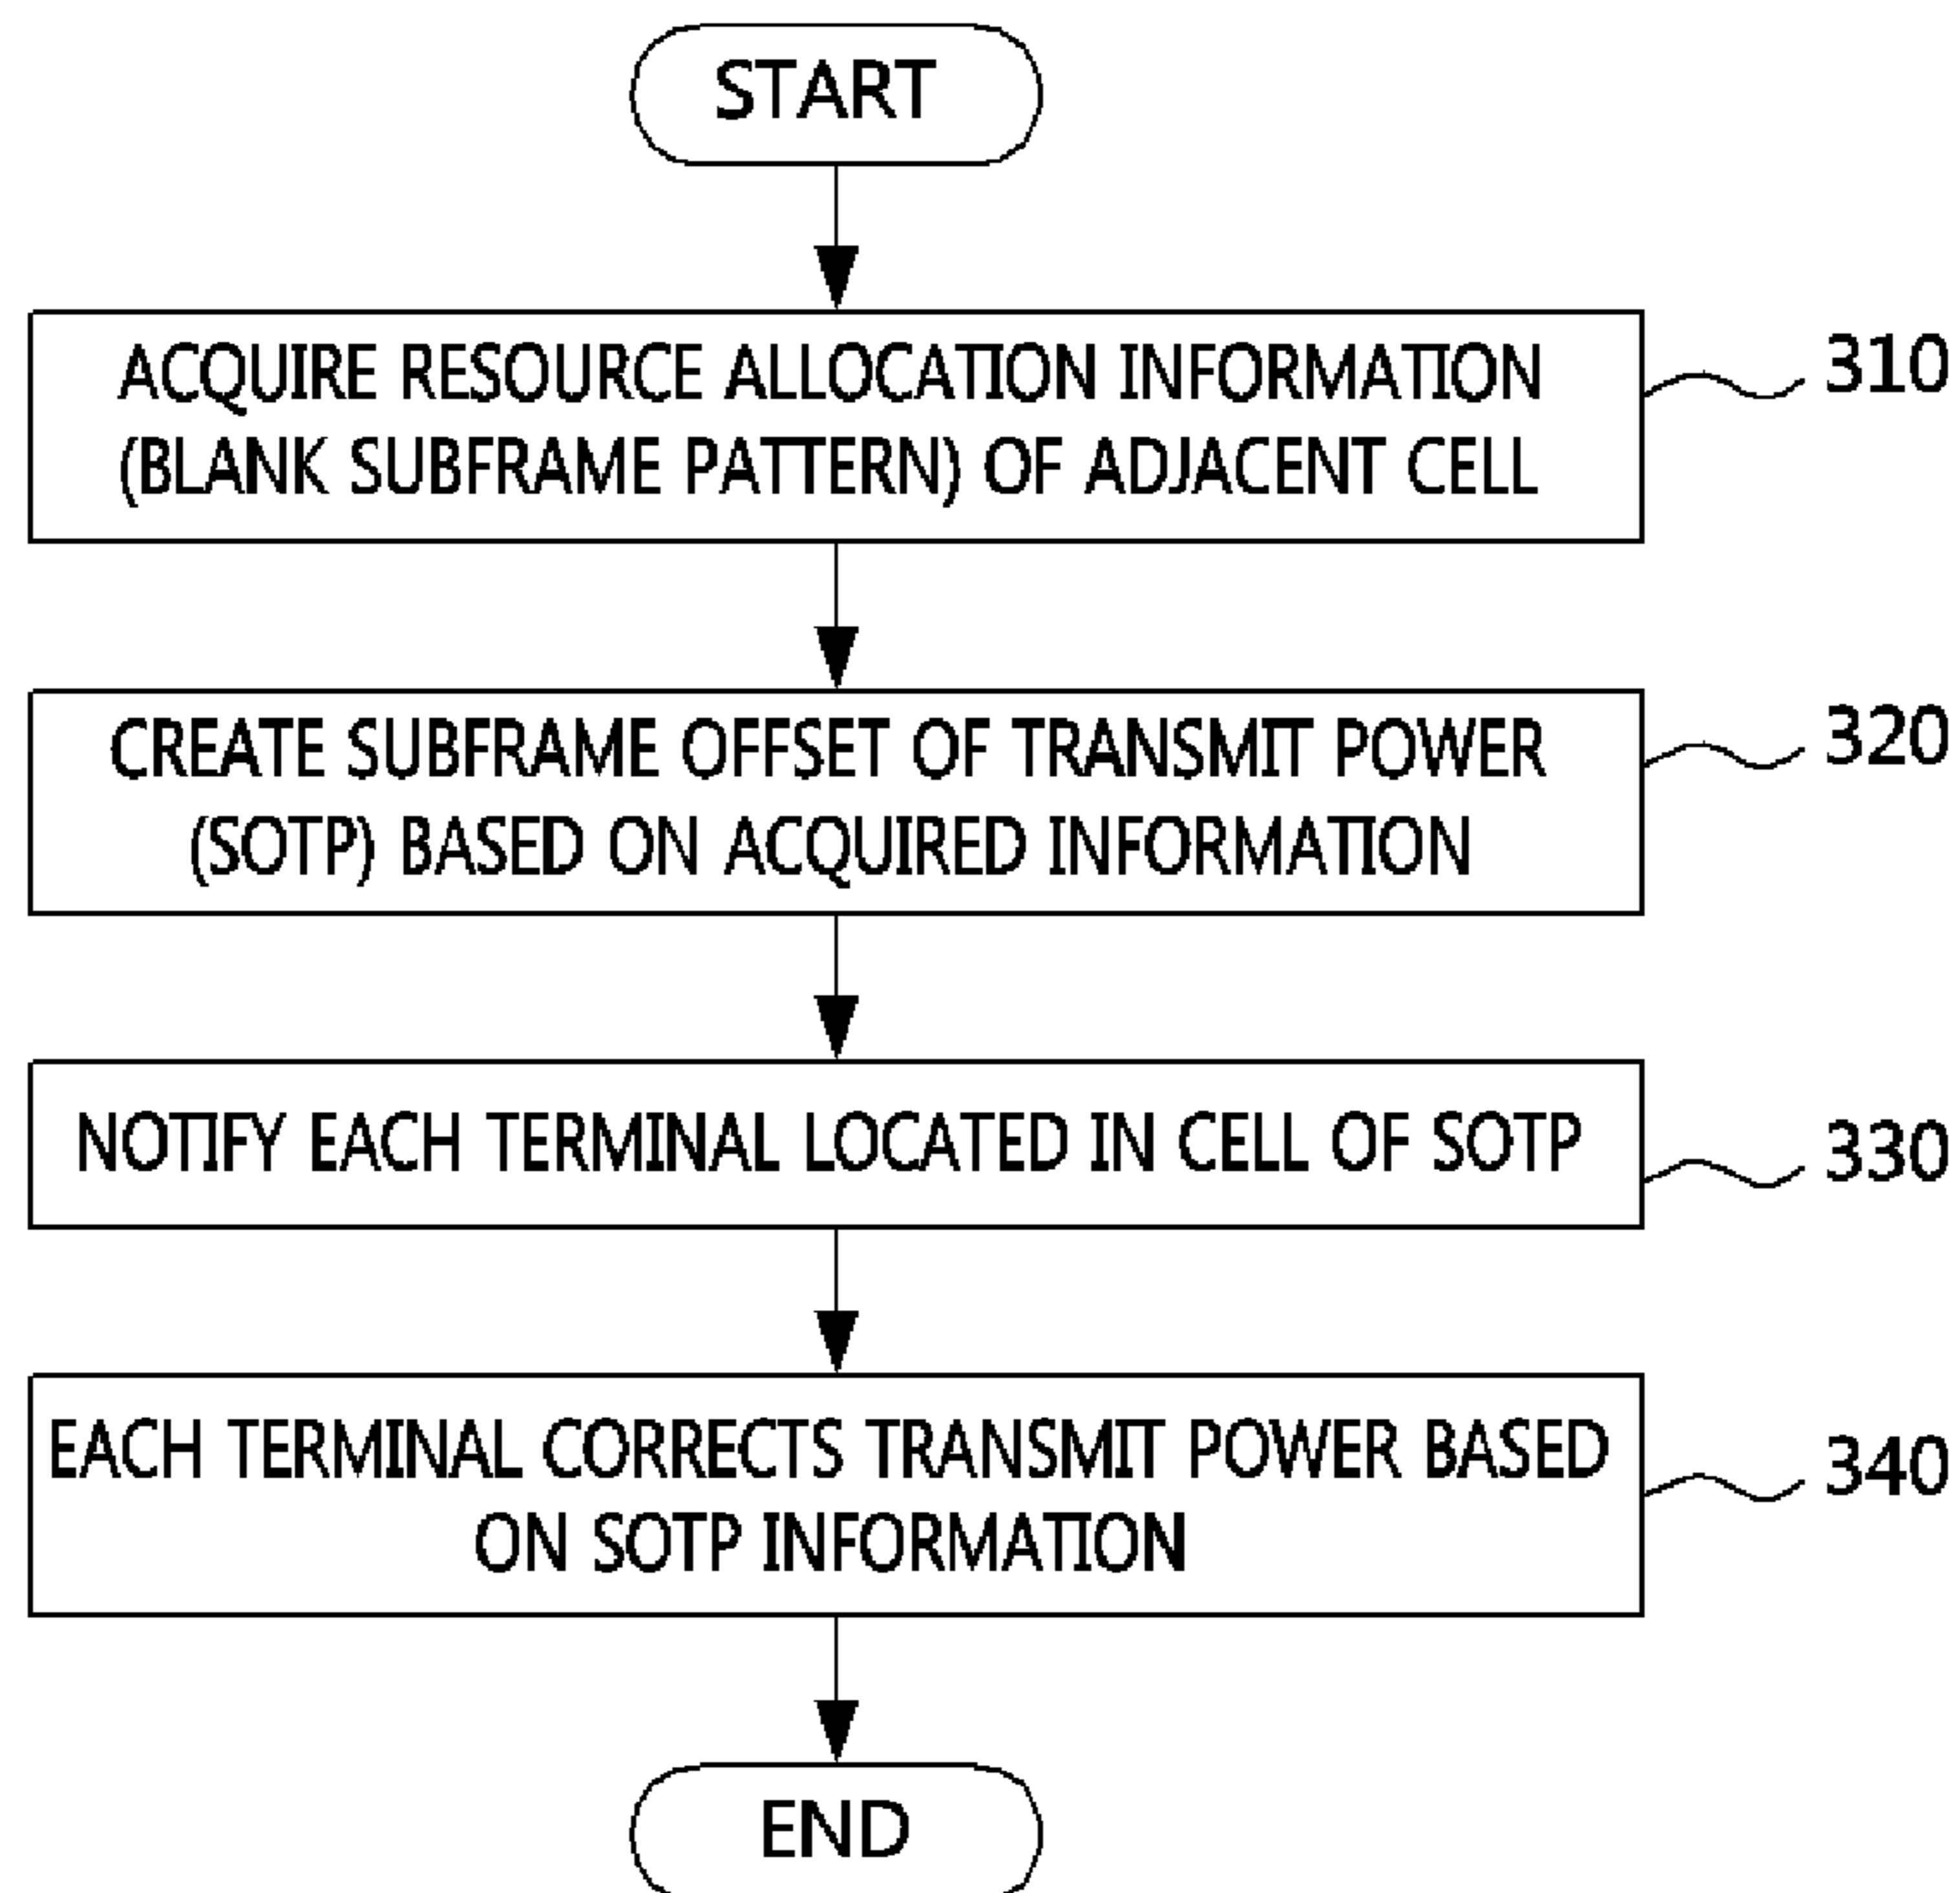 START
ACQUIRE RESOURCE ALLOCATION INFORMATION
(BLANK SUBFRAME PATTERN) OF ADJACENT CELL
310
CREATE SUBFRAME OFFSET OF TRANSMIT POWER
(SOTP) BASED ON ACQUIRED INFORMATION
320
NOTIFY EACH TERMINAL LOCATED IN CELL OF SOTP
330
EACH TERMINAL CORRECTS TRANSMIT POWER BASED
ON SOTP INFORMATION
340
END